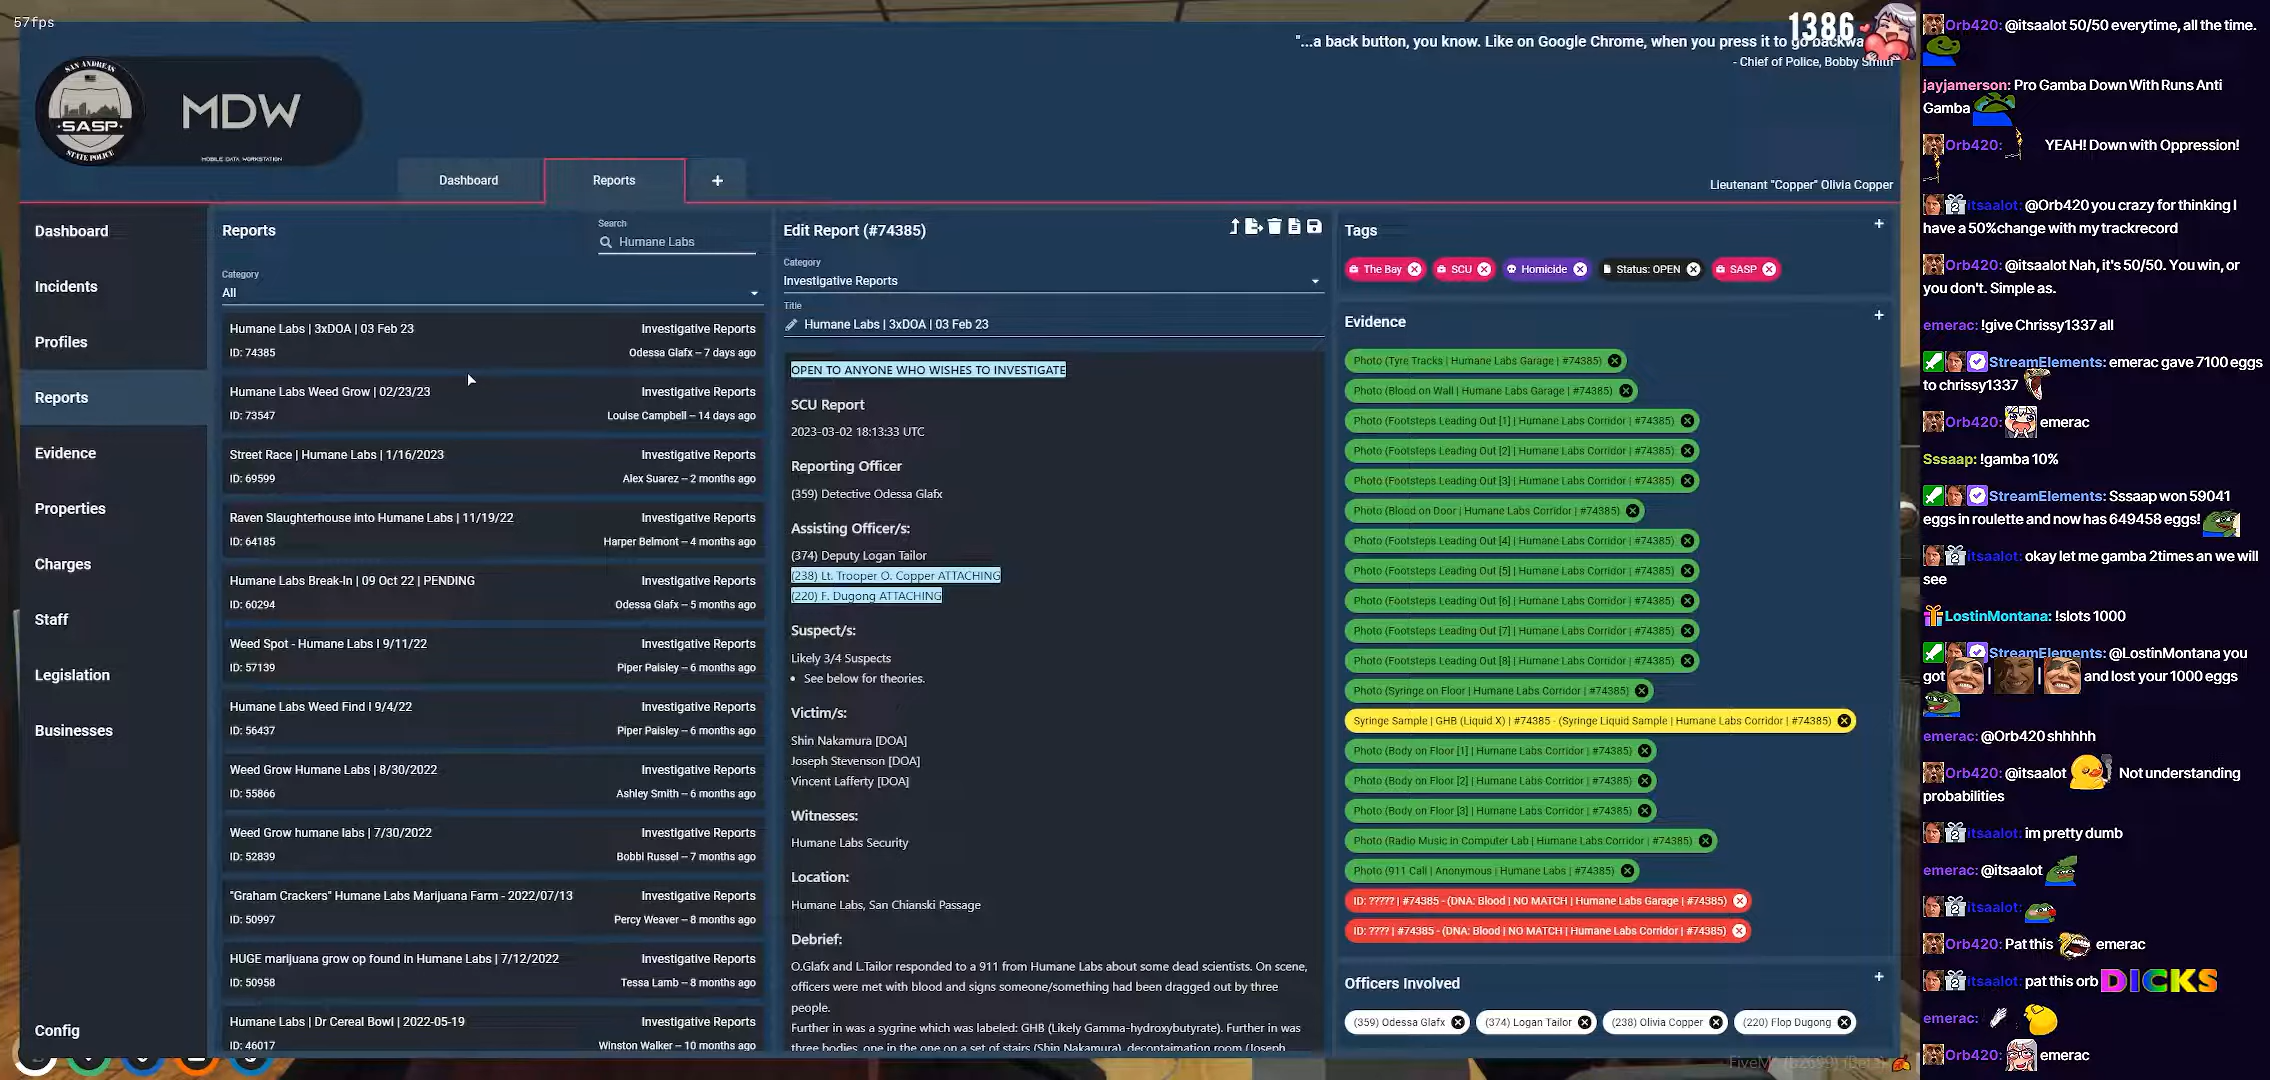 57fps
1386
"...a back button, you know. Like on Google Chrome, when you press it to go backwa
- Chief of Police, Bobby Smith
SAN ANDREAS
SASP
STATE POLICE
MDW
MOBILE DATA WORKSTATION
Dashboard
Reports
+
Lieutenant "Copper" Olivia Copper
Dashboard
Incidents
Profiles
Reports
Evidence
Properties
Charges
Staff
Legislation
Businesses
Config
Reports
Search
Humane Labs
Category
All
Humane Labs | 3xDOA | 03 Feb 23 Investigative Reports
ID: 74385 Odessa Glafx – 7 days ago
Humane Labs Weed Grow | 02/23/23 Investigative Reports
ID: 73547 Louise Campbell – 14 days ago
Street Race | Humane Labs | 1/16/2023 Investigative Reports
ID: 69599 Alex Suarez – 2 months ago
Raven Slaughterhouse into Humane Labs | 11/19/22 Investigative Reports
ID: 64185 Harper Belmont – 4 months ago
Humane Labs Break-In | 09 Oct 22 | PENDING Investigative Reports
ID: 60294 Odessa Glafx – 5 months ago
Weed Spot - Humane Labs I 9/11/22 Investigative Reports
ID: 57139 Piper Paisley – 6 months ago
Humane Labs Weed Find I 9/4/22 Investigative Reports
ID: 56437 Piper Paisley – 6 months ago
Weed Grow Humane Labs | 8/30/2022 Investigative Reports
ID: 55866 Ashley Smith – 6 months ago
Weed Grow humane labs | 7/30/2022 Investigative Reports
ID: 52839 Bobbi Russel – 7 months ago
"Graham Crackers" Humane Labs Marijuana Farm - 2022/07/13 Investigative Reports
ID: 50997 Percy Weaver – 8 months ago
HUGE marijuana grow op found in Humane Labs | 7/12/2022 Investigative Reports
ID: 50958 Tessa Lamb – 8 months ago
Humane Labs | Dr Cereal Bowl | 2022-05-19 Investigative Reports
ID: 46017 Winston Walker – 10 months ago
Edit Report (#74385)
Category
Investigative Reports
Title
Humane Labs | 3xDOA | 03 Feb 23
OPEN TO ANYONE WHO WISHES TO INVESTIGATE
SCU Report
2023-03-02 18:13:33 UTC
Reporting Officer
(359) Detective Odessa Glafx
Assisting Officer/s:
(374) Deputy Logan Tailor
(238) Lt. Trooper O. Copper ATTACHING
(220) F. Dugong ATTACHING
Suspect/s:
Likely 3/4 Suspects
• See below for theories.
Victim/s:
Shin Nakamura [DOA]
Joseph Stevenson [DOA]
Vincent Lafferty [DOA]
Witnesses:
Humane Labs Security
Location:
Humane Labs, San Chianski Passage
Debrief:
O.Glafx and L.Tailor responded to a 911 from Humane Labs about some dead scientists. On scene,
officers were met with blood and signs someone/something had been dragged out by three
people.
Further in was a sygrine which was labeled: GHB (Likely Gamma-hydroxybutyrate). Further in was
three bodies, one in the one on a set of stairs (Shin Nakamura), decontaimation room (Joseph
Tags
+
The Bay
SCU
Homicide
Status: OPEN
SASP
Evidence
+
Photo (Tyre Tracks | Humane Labs Garage | #74385)
Photo (Blood on Wall | Humane Labs Garage | #74385)
Photo (Footsteps Leading Out [1] | Humane Labs Corridor | #74385)
Photo (Footsteps Leading Out [2] | Humane Labs Corridor | #74385)
Photo (Footsteps Leading Out [3] | Humane Labs Corridor | #74385)
Photo (Blood on Door | Humane Labs Corridor | #74385)
Photo (Footsteps Leading Out [4] | Humane Labs Corridor | #74385)
Photo (Footsteps Leading Out [5] | Humane Labs Corridor | #74385)
Photo (Footsteps Leading Out [6] | Humane Labs Corridor | #74385)
Photo (Footsteps Leading Out [7] | Humane Labs Corridor | #74385)
Photo (Footsteps Leading Out [8] | Humane Labs Corridor | #74385)
Photo (Syringe on Floor | Humane Labs Corridor | #74385)
Syringe Sample | GHB (Liquid X) | #74385 - (Syringe Liquid Sample | Humane Labs Corridor | #74385)
Photo (Body on Floor [1] | Humane Labs Corridor | #74385)
Photo (Body on Floor [2] | Humane Labs Corridor | #74385)
Photo (Body on Floor [3] | Humane Labs Corridor | #74385)
Photo (Radio Music in Computer Lab | Humane Labs Corridor | #74385)
Photo (911 Call | Anonymous | Humane Labs | #74385)
ID: ????? | #74385 - (DNA: Blood | NO MATCH | Humane Labs Garage | #74385)
ID: ???? | #74385 - (DNA: Blood | NO MATCH | Humane Labs Corridor | #74385)
Officers Involved
+
(359) Odessa Glafx
(374) Logan Tailor
(238) Olivia Copper
(220) Flop Dugong
Orb420: @itsaalot 50/50 everytime, all the time.
jayjamerson: Pro Gamba Down With Runs Anti
Gamba
Orb420: YEAH! Down with Oppression!
itsaalot: @Orb420 you crazy for thinking I
have a 50%change with my trackrecord
Orb420: @itsaalot Nah, it's 50/50. You win, or
you don't. Simple as.
emerac: !give Chrissy1337 all
StreamElements: emerac gave 7100 eggs
to chrissy1337
Orb420: emerac
Sssaap: !gamba 10%
StreamElements: Sssaap won 59041
eggs in roulette and now has 649458 eggs!
itsaalot: okay let me gamba 2times an we will
see
LostinMontana: !slots 1000
StreamElements: @LostinMontana you
got | | and lost your 1000 eggs
emerac: @Orb420 shhhhh
Orb420: @itsaalot Not understanding
probabilities
itsaalot: im pretty dumb
emerac: @itsaalot
itsaalot:
Orb420: Pat this emerac
itsaalot: pat this orb DICKS
emerac:
Orb420: emerac